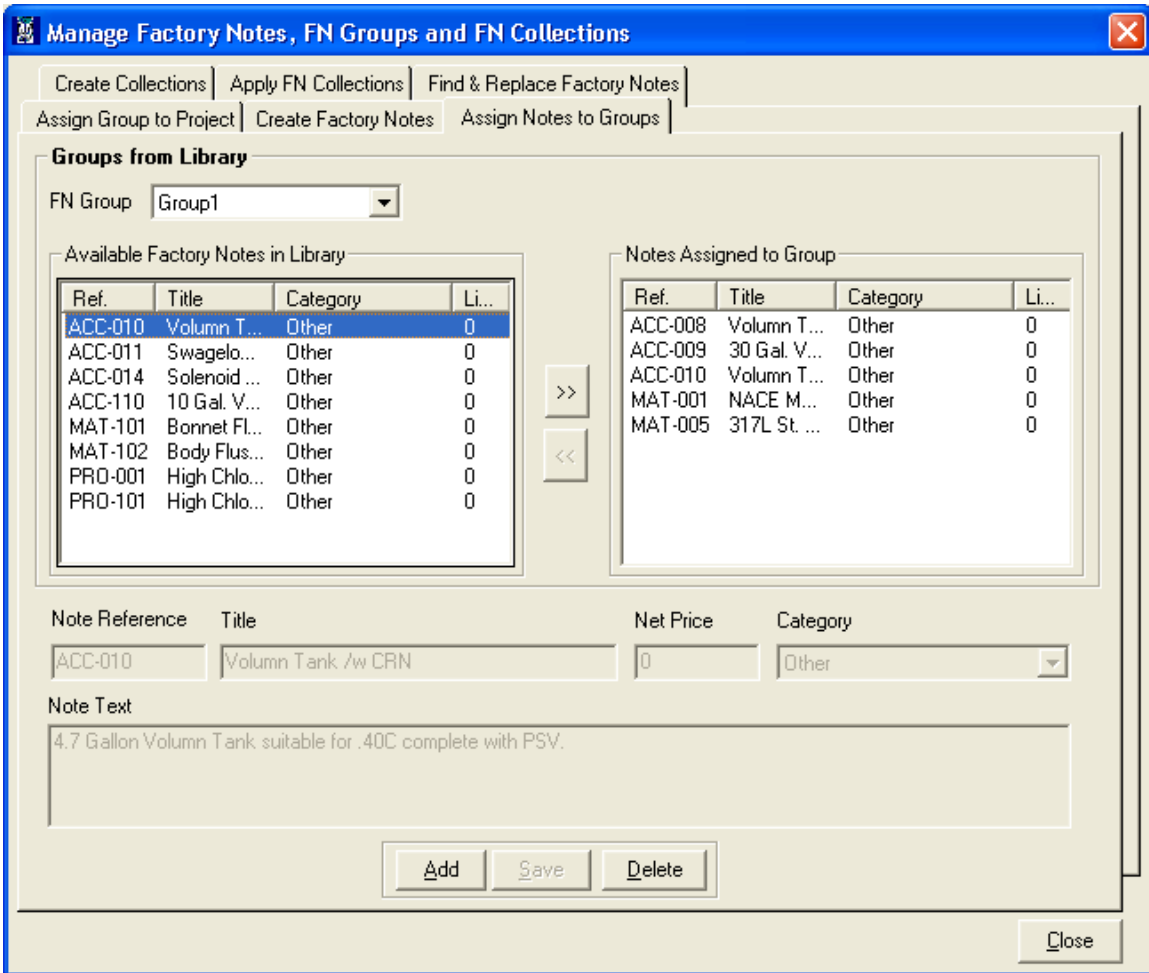 Manage Factory Notes, FN Groups and FN Collections
Create Collections Apply FN Collections Find & Replace Factory Notes
Assign Group to Project Create Factory Notes Assign Notes to Groups
Groups from Library
FN Group Group1
Available Factory Notes in Library
Ref. Title Category Li...
ACC-010 Volumn T... Other 0
ACC-011 Swagelo... Other 0
ACC-014 Solenoid ... Other 0
ACC-110 10 Gal. V... Other 0
MAT-101 Bonnet Fl... Other 0
MAT-102 Body Flus... Other 0
PRO-001 High Chlo... Other 0
PRO-101 High Chlo... Other 0
>>
<<
Notes Assigned to Group
Ref. Title Category Li...
ACC-008 Volumn T... Other 0
ACC-009 30 Gal. V... Other 0
ACC-010 Volumn T... Other 0
MAT-001 NACE M... Other 0
MAT-005 317L St. ... Other 0
Note Reference Title Net Price Category
ACC-010 Volumn Tank /w CRN 0 Other
Note Text
4.7 Gallon Volumn Tank suitable for .40C complete with PSV.
Add Save Delete
Close